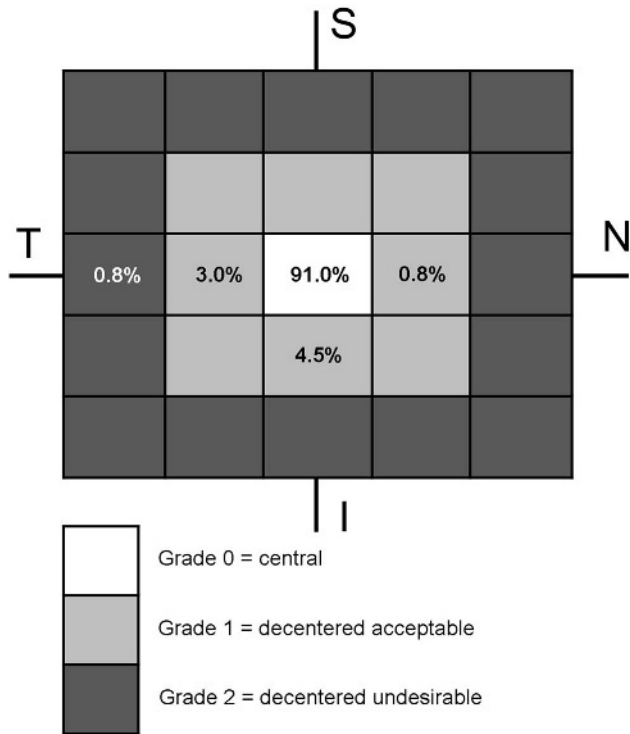 S
T
N
0.8% 3.0% 91.0% 0.8%
4.5%
I
Grade 0 = central
Grade 1 = decentered acceptable
Grade 2 = decentered undesirable